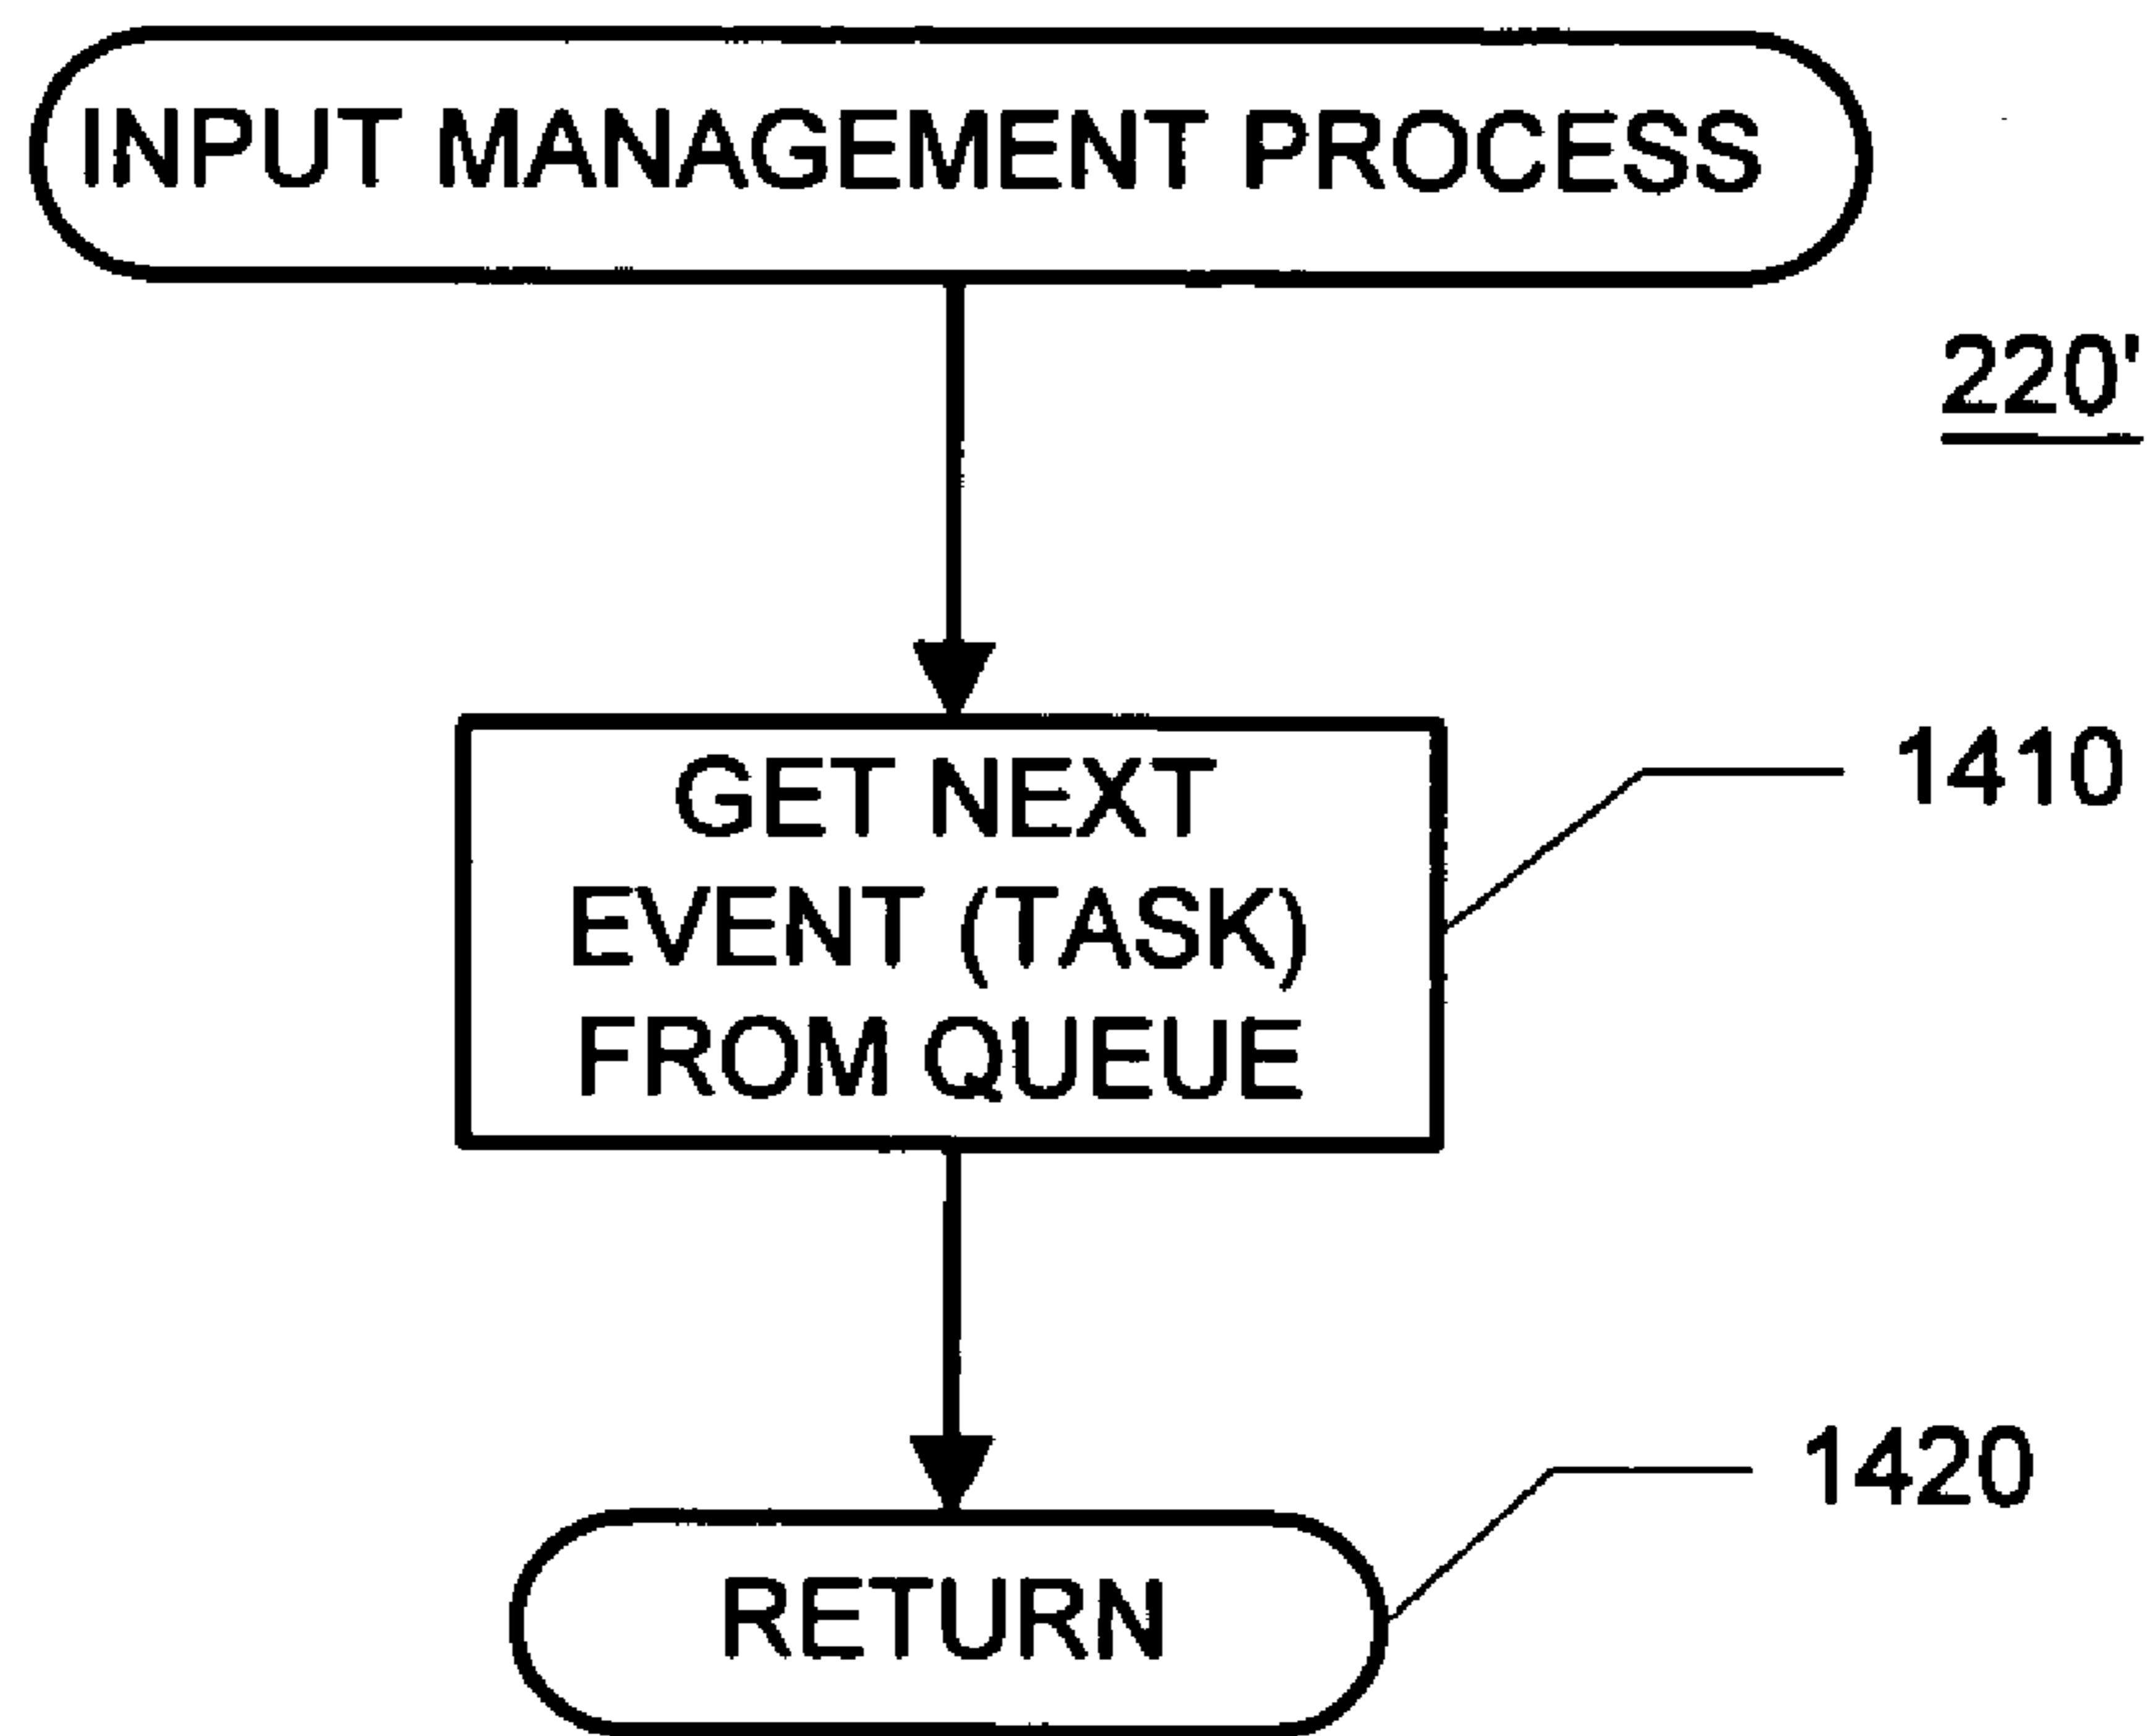 INPUT MANAGEMENT PROCESS
220'
GET NEXT
EVENT (TASK)
FROM QUEUE
1410
RETURN
1420